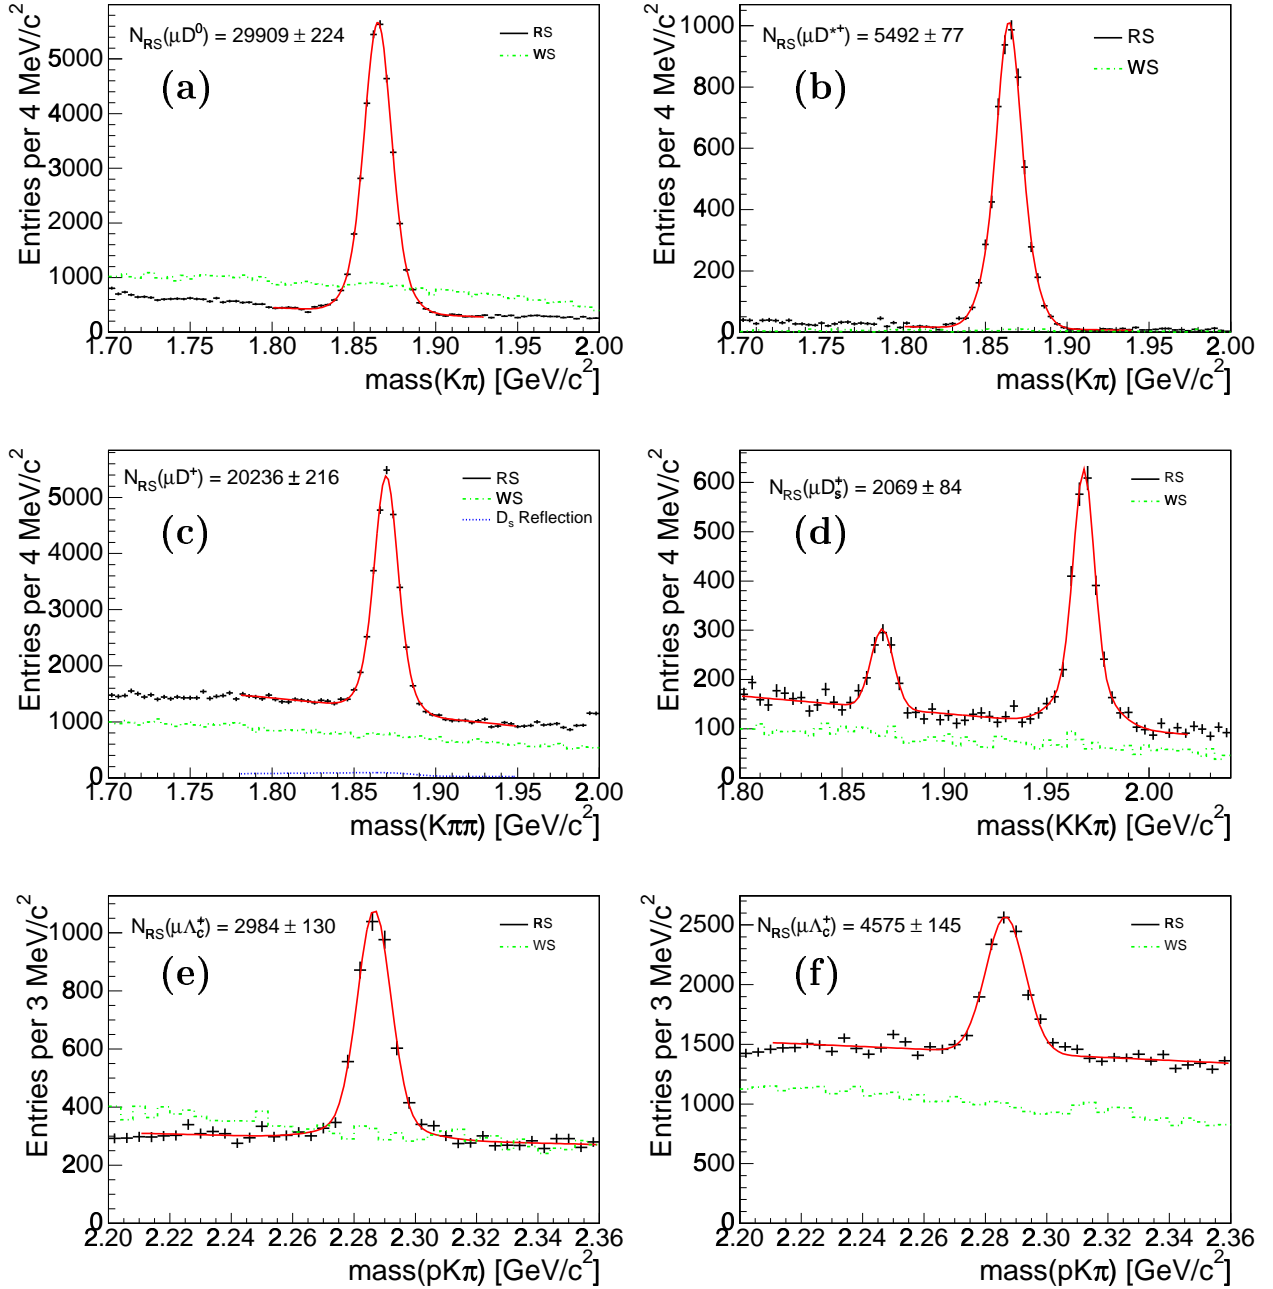 N_RS(μD⁰) = 29909 ± 224
RS
WS
(a)
Entries per 4 MeV/c²
0
1000
2000
3000
4000
5000
1.70 1.75 1.80 1.85 1.90 1.95 2.00
mass(Kπ) [GeV/c²]
N_RS(μD*⁺) = 5492 ± 77
RS
WS
(b)
Entries per 4 MeV/c²
0
200
400
600
800
1000
1.70 1.75 1.80 1.85 1.90 1.95 2.00
mass(Kπ) [GeV/c²]
N_RS(μD⁺) = 20236 ± 216
RS
WS
D_s Reflection
(c)
Entries per 4 MeV/c²
0
1000
2000
3000
4000
5000
1.70 1.75 1.80 1.85 1.90 1.95 2.00
mass(Kππ) [GeV/c²]
N_RS(μD_s⁺) = 2069 ± 84
RS
WS
(d)
Entries per 4 MeV/c²
0
100
200
300
400
500
600
1.80 1.85 1.90 1.95 2.00
mass(KKπ) [GeV/c²]
N_RS(μΛ_c⁺) = 2984 ± 130
RS
WS
(e)
Entries per 3 MeV/c²
0
200
400
600
800
1000
2.20 2.22 2.24 2.26 2.28 2.30 2.32 2.34 2.36
mass(pKπ) [GeV/c²]
N_RS(μΛ_c⁺) = 4575 ± 145
RS
WS
(f)
Entries per 3 MeV/c²
0
500
1000
1500
2000
2500
2.20 2.22 2.24 2.26 2.28 2.30 2.32 2.34 2.36
mass(pKπ) [GeV/c²]